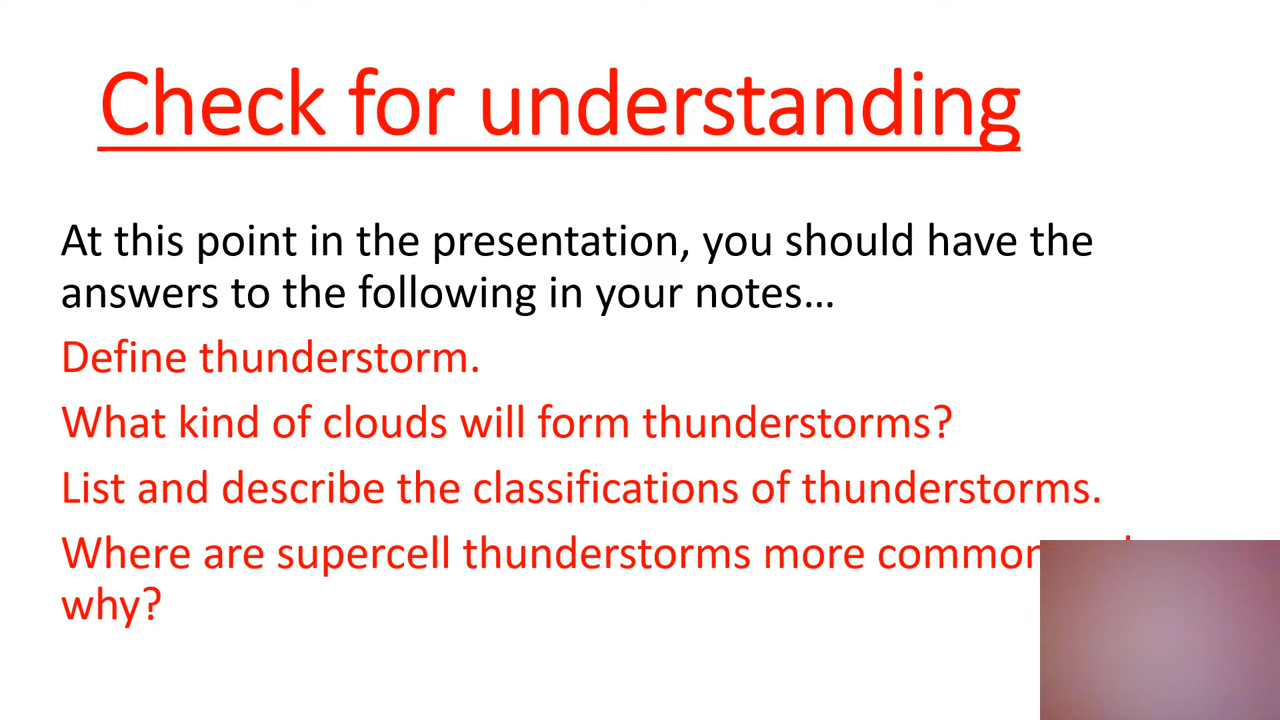 Check for understanding
At this point in the presentation, you should have the
answers to the following in your notes…
Define thunderstorm.
What kind of clouds will form thunderstorms?
List and describe the classifications of thunderstorms.
Where are supercell thunderstorms more common
why?